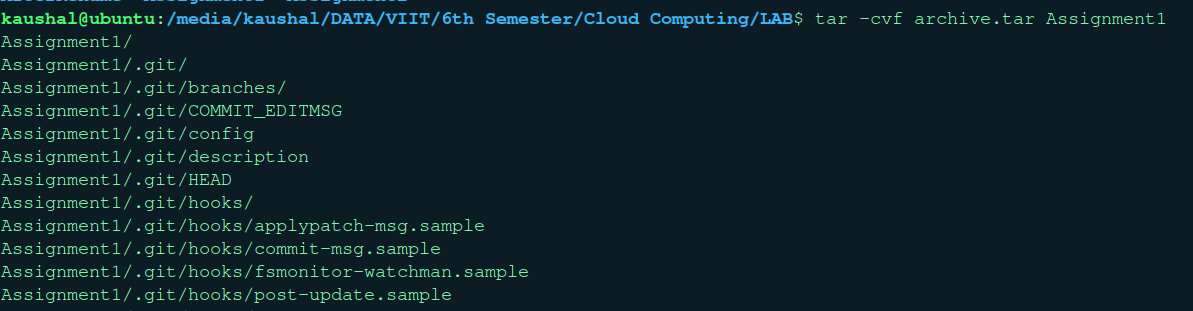 kaushal@ubuntu:/media/kaushal/DATA/VIIT/6th Semester/Cloud Computing/LAB$ tar -cvf archive.tar Assignment1
Assignment1/
Assignment1/.git/
Assignment1/.git/branches/
Assignment1/.git/COMMIT_EDITMSG
Assignment1/.git/config
Assignment1/.git/description
Assignment1/.git/HEAD
Assignment1/.git/hooks/
Assignment1/.git/hooks/applypatch-msg.sample
Assignment1/.git/hooks/commit-msg.sample
Assignment1/.git/hooks/fsmonitor-watchman.sample
Assignment1/.git/hooks/post-update.sample